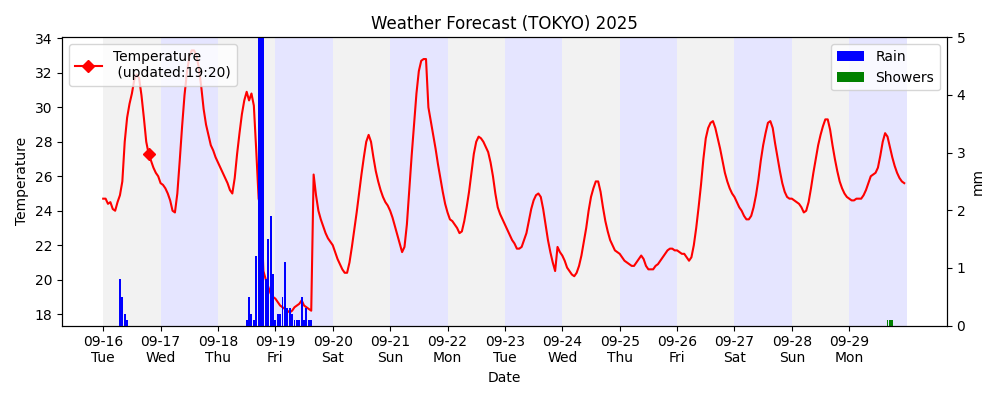 Weather Forecast (TOKYO) 2025
Temperature
(updated:19:20)
Rain
Showers
34
32
30
28
26
24
22
20
18
Temperature
5
4
3
2
1
0
mm
09-16 09-17 09-18 09-19 09-20 09-21 09-22 09-23 09-24 09-25 09-26 09-27 09-28 09-29
Tue Wed Thu Fri Sat Sun Mon Tue Wed Thu Fri Sat Sun Mon
Date